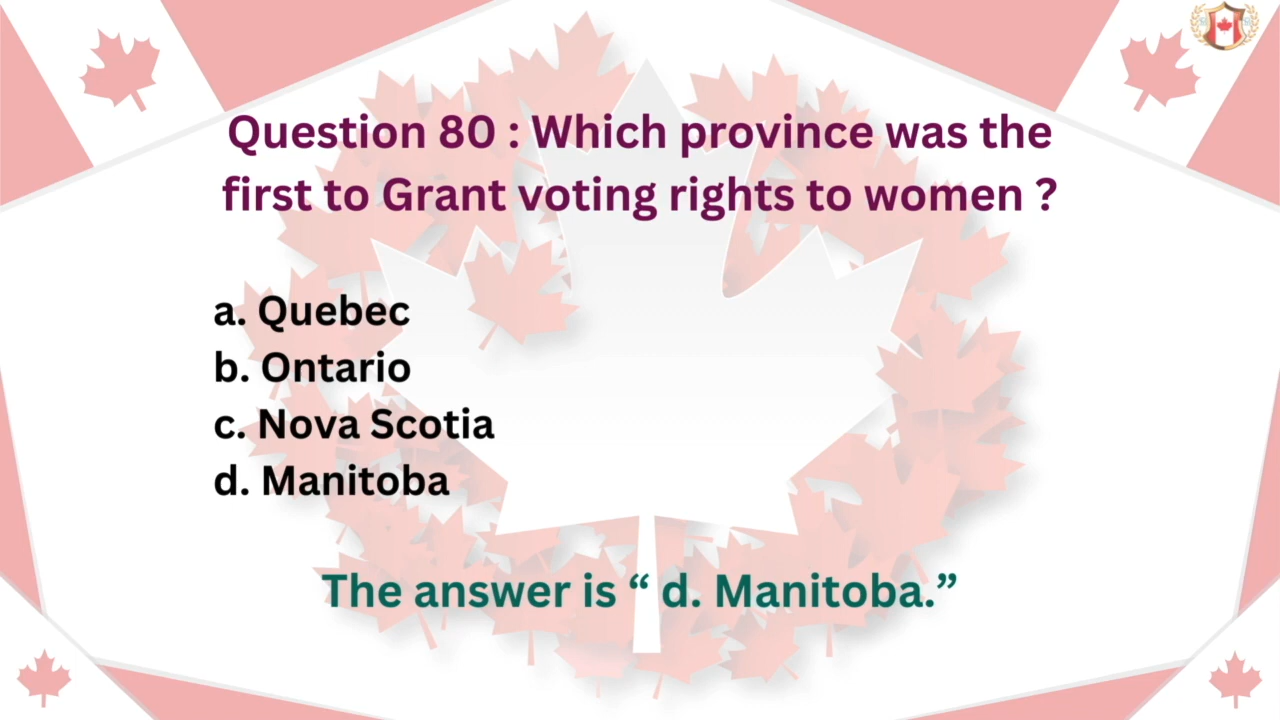 Question 80 : Which province was the
first to Grant voting rights to women ?
a. Quebec
b. Ontario
c. Nova Scotia
d. Manitoba
The answer is “ d. Manitoba.”